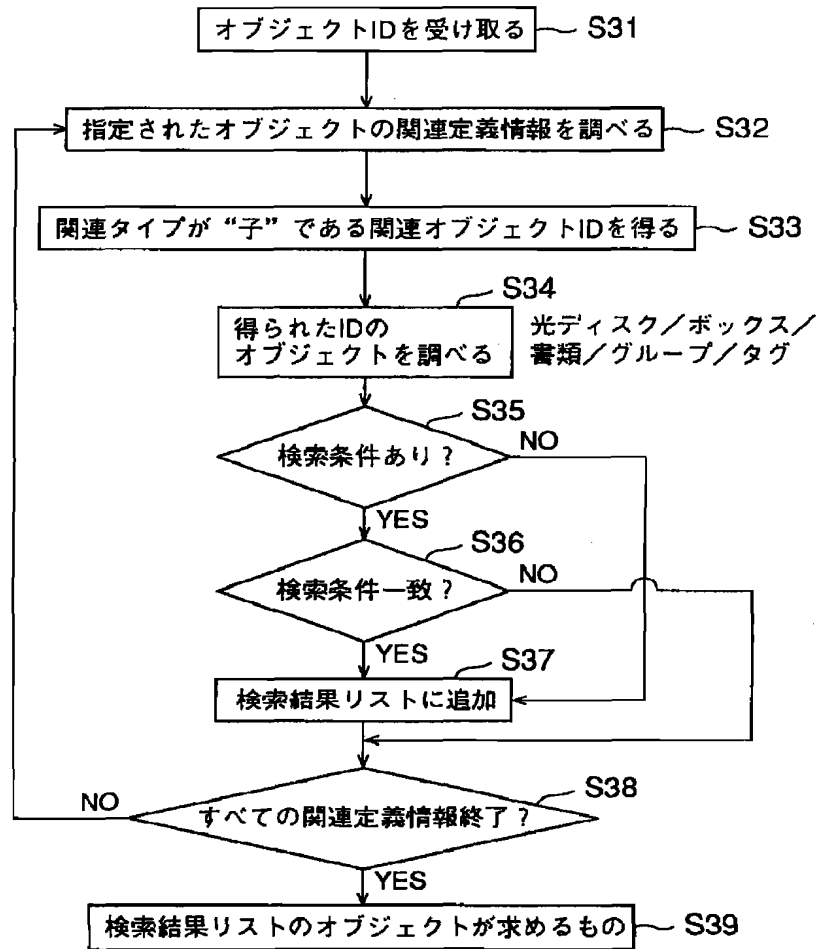 オブジェクトIDを受け取る
S31
指定されたオブジェクトの関連定義情報を調べる
S32
関連タイプが“子”である関連オブジェクトIDを得る
S33
S34
得られたIDの
オブジェクトを調べる
光ディスク／ボックス／
書類／グループ／タグ
S35
検索条件あり？
NO
YES
S36
検索条件一致？
NO
YES
S37
検索結果リストに追加
S38
すべての関連定義情報終了？
NO
YES
検索結果リストのオブジェクトが求めるもの
S39